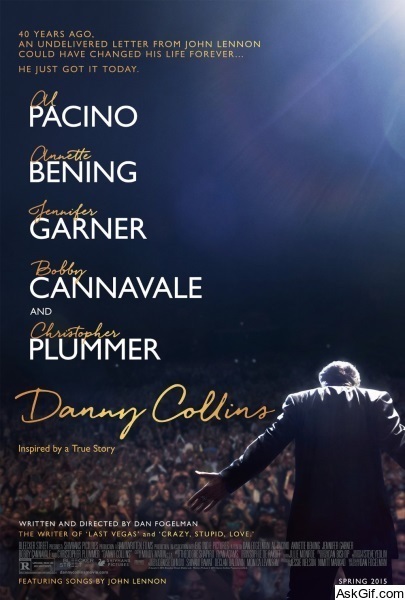 40 YEARS AGO,
AN UNDELIVERED LETTER FROM JOHN LENNON
COULD HAVE CHANGED HIS LIFE FOREVER...
HE JUST GOT IT TODAY.
Al
PACINO
Annette
BENING
Jennifer
GARNER
Bobby
CANNAVALE
AND
Christopher
PLUMMER
Danny Collins
Inspired by a True Story
WRITTEN AND DIRECTED BY DAN FOGELMAN
THE WRITER OF "LAST VEGAS" and "CRAZY, STUPID, LOVE."
R
FEATURING SONGS BY JOHN LENNON
SPRING 2015
AskGif.com